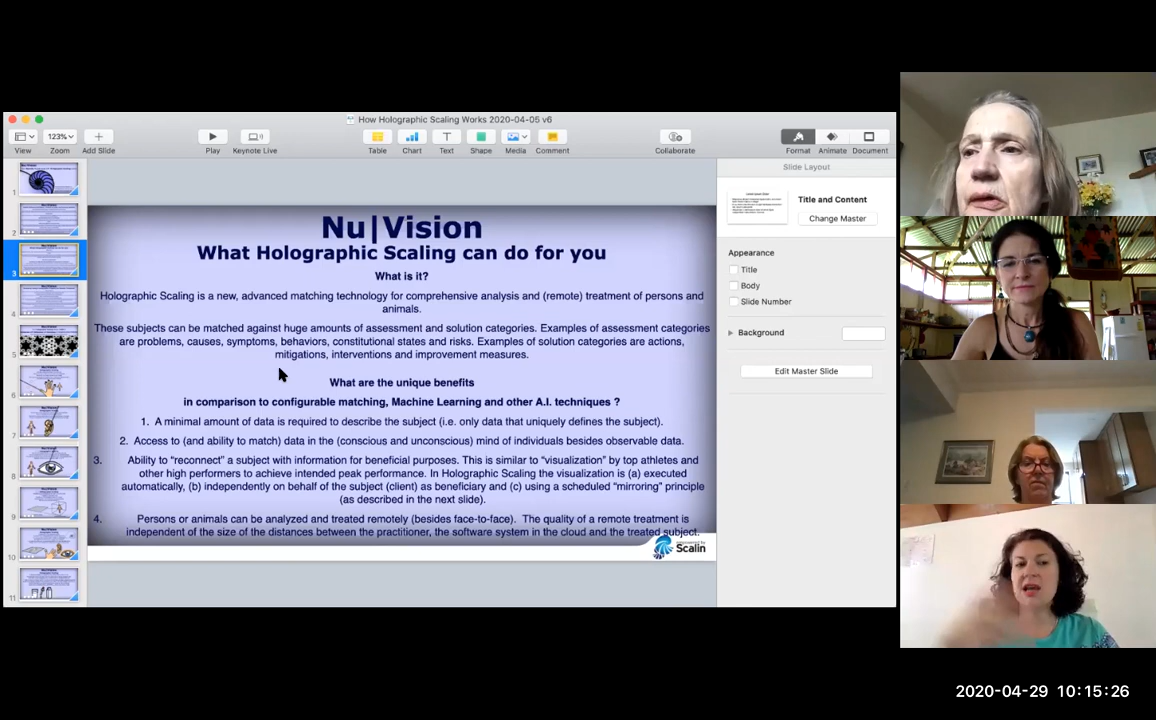 How Holographic Scaling Works 2020-04-05 v6
123%
View Zoom Add Slide Play Keynote Live Table Chart Text Shape Media Comment Collaborate Format Animate Document
1
2
3
4
5
6
7
8
9
10
11
Nu|Vision
What Holographic Scaling can do for you
What is it?
Holographic Scaling is a new, advanced matching technology for comprehensive analysis and (remote) treatment of persons and
animals.
These subjects can be matched against huge amounts of assessment and solution categories. Examples of assessment categories
are problems, causes, symptoms, behaviors, constitutional states and risks. Examples of solution categories are actions,
mitigations, interventions and improvement measures.
What are the unique benefits
in comparison to configurable matching, Machine Learning and other A.I. techniques ?
1. A minimal amount of data is required to describe the subject (i.e. only data that uniquely defines the subject).
2. Access to (and ability to match) data in the (conscious and unconscious) mind of individuals besides observable data.
3. Ability to “reconnect” a subject with information for beneficial purposes. This is similar to “visualization” by top athletes and
other high performers to achieve intended peak performance. In Holographic Scaling the visualization is (a) executed
automatically, (b) independently on behalf of the subject (client) as beneficiary and (c) using a scheduled “mirroring” principle
(as described in the next slide).
4. Persons or animals can be analyzed and treated remotely (besides face-to-face). The quality of a remote treatment is
independent of the size of the distances between the practitioner, the software system in the cloud and the treated subject.
Scalin
Slide Layout
Title and Content
Change Master
Appearance
Title
Body
Slide Number
Background
Edit Master Slide
2020-04-29 10:15:26